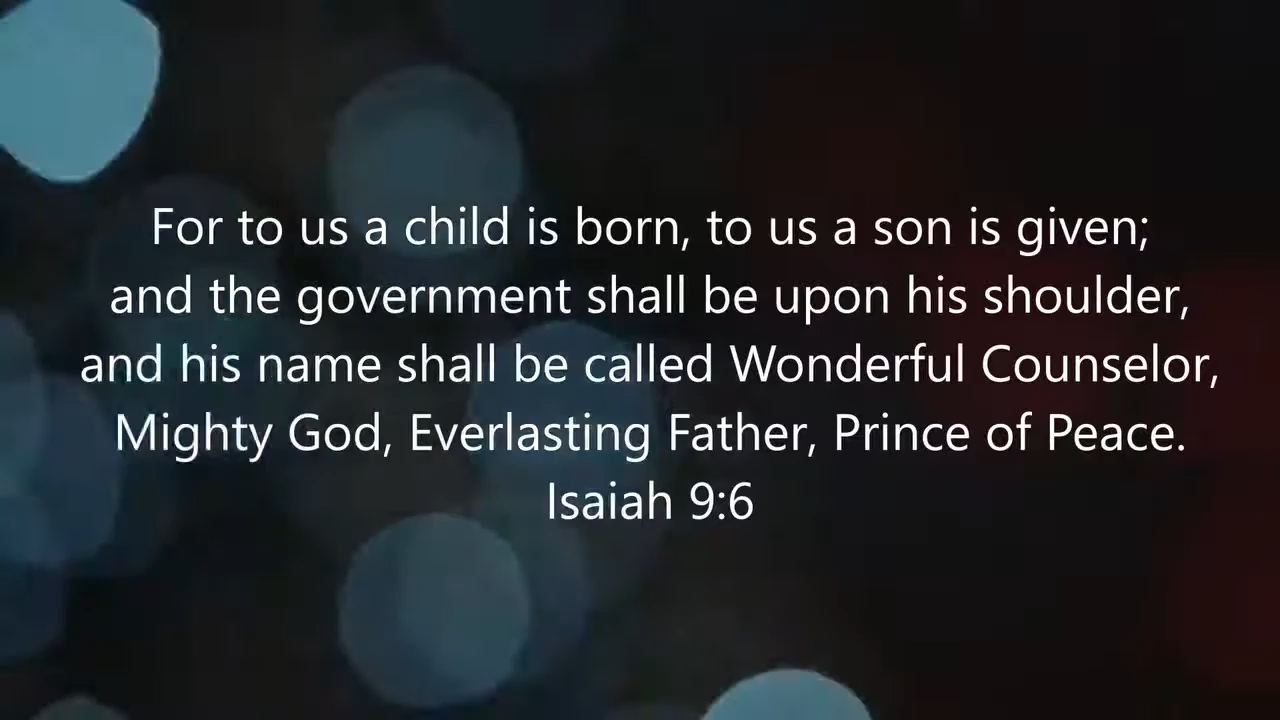 For to us a child is born, to us a son is given;
and the government shall be upon his shoulder,
and his name shall be called Wonderful Counselor,
Mighty God, Everlasting Father, Prince of Peace.
Isaiah 9:6